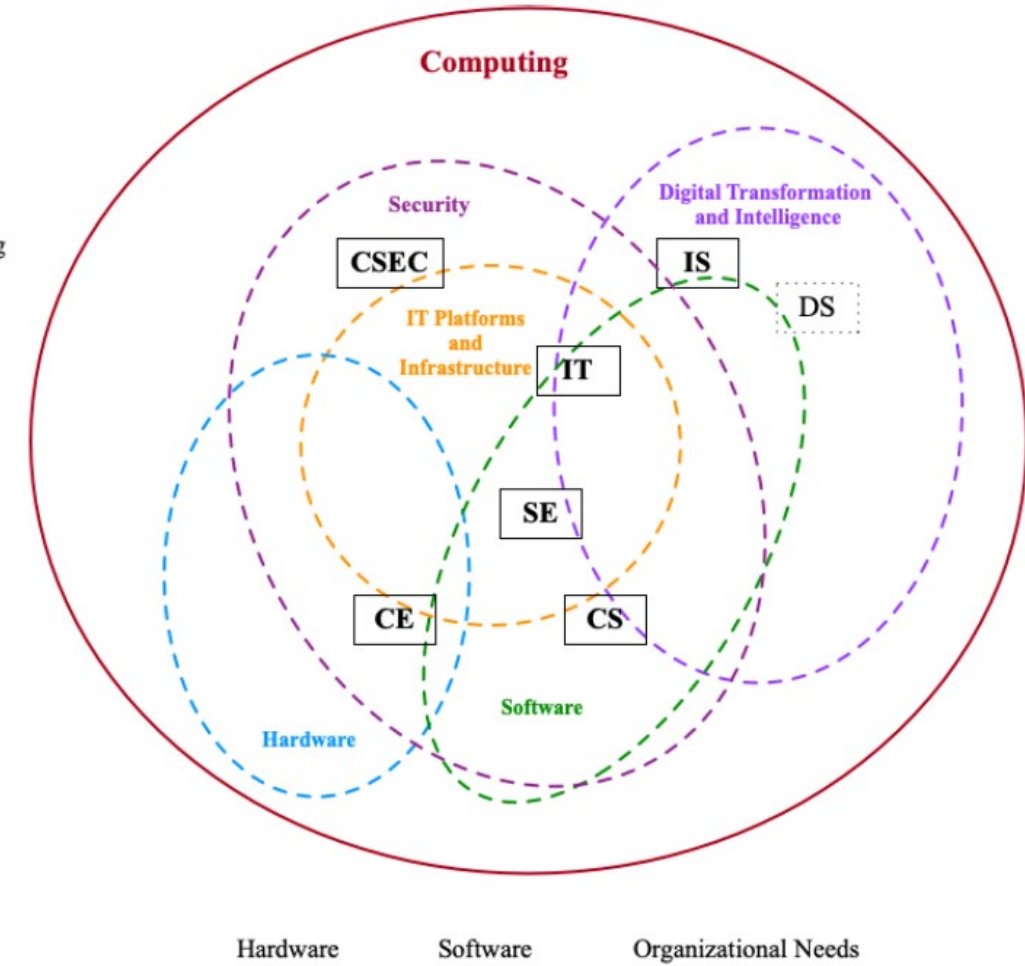 Computing
Digital Transformation
and Intelligence
Security
g
CSEC
IS
DS
IT Platforms
and
Infrastructure
IT
SE
CE
CS
Software
Hardware
Hardware Software Organizational Needs